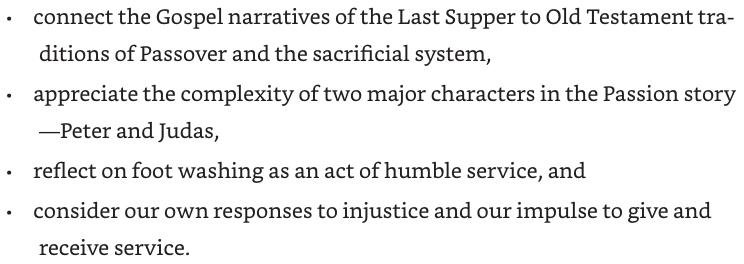 • connect the Gospel narratives of the Last Supper to Old Testament tra-
ditions of Passover and the sacrificial system,
• appreciate the complexity of two major characters in the Passion story
—Peter and Judas,
• reflect on foot washing as an act of humble service, and
• consider our own responses to injustice and our impulse to give and
receive service.